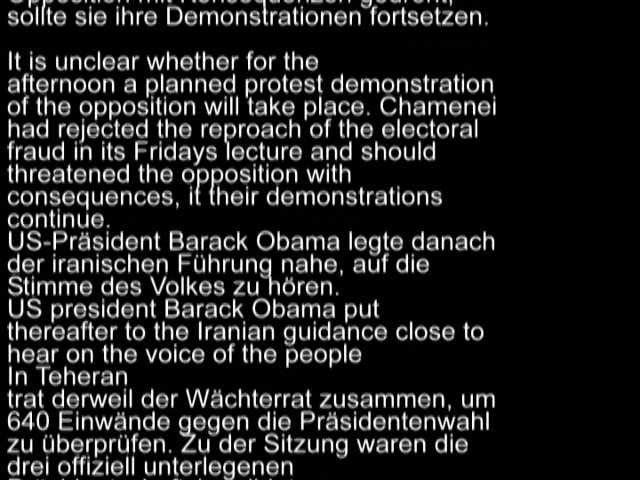 sollte sie ihre Demonstrationen fortsetzen.
It is unclear whether for the
afternoon a planned protest demonstration
of the opposition will take place. Chamenei
had rejected the reproach of the electoral
fraud in its Fridays lecture and should
threatened the opposition with
consequences, it their demonstrations
continue.
US-Präsident Barack Obama legte danach
der iranischen Führung nahe, auf die
Stimme des Volkes zu hören.
US president Barack Obama put
thereafter to the Iranian guidance close to
hear on the voice of the people
In Teheran
trat derweil der Wächterrat zusammen, um
640 Einwände gegen die Präsidentenwahl
zu überprüfen. Zu der Sitzung waren die
drei offiziell unterlegenen